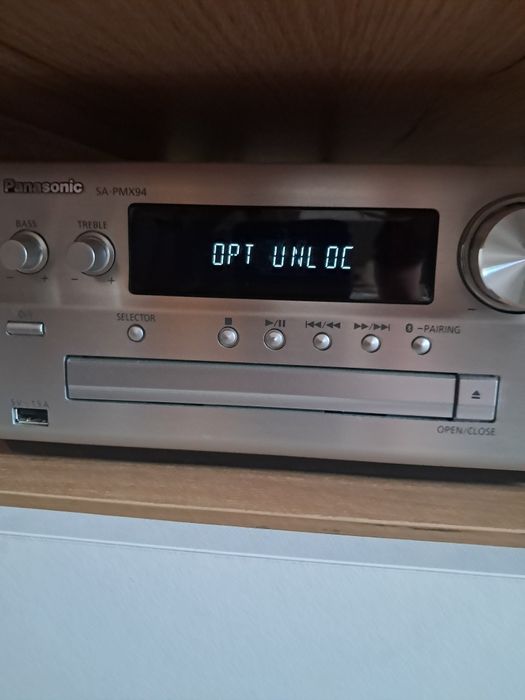 Panasonic SA-PMX94
BASS TREBLE
OPT UNLOC
- + - + -
SELECTOR ■ ▶/❚❚ |◀◀/◀◀ ▶▶/▶▶| -PAIRING
5V⎓1.5A
OPEN/CLOSE